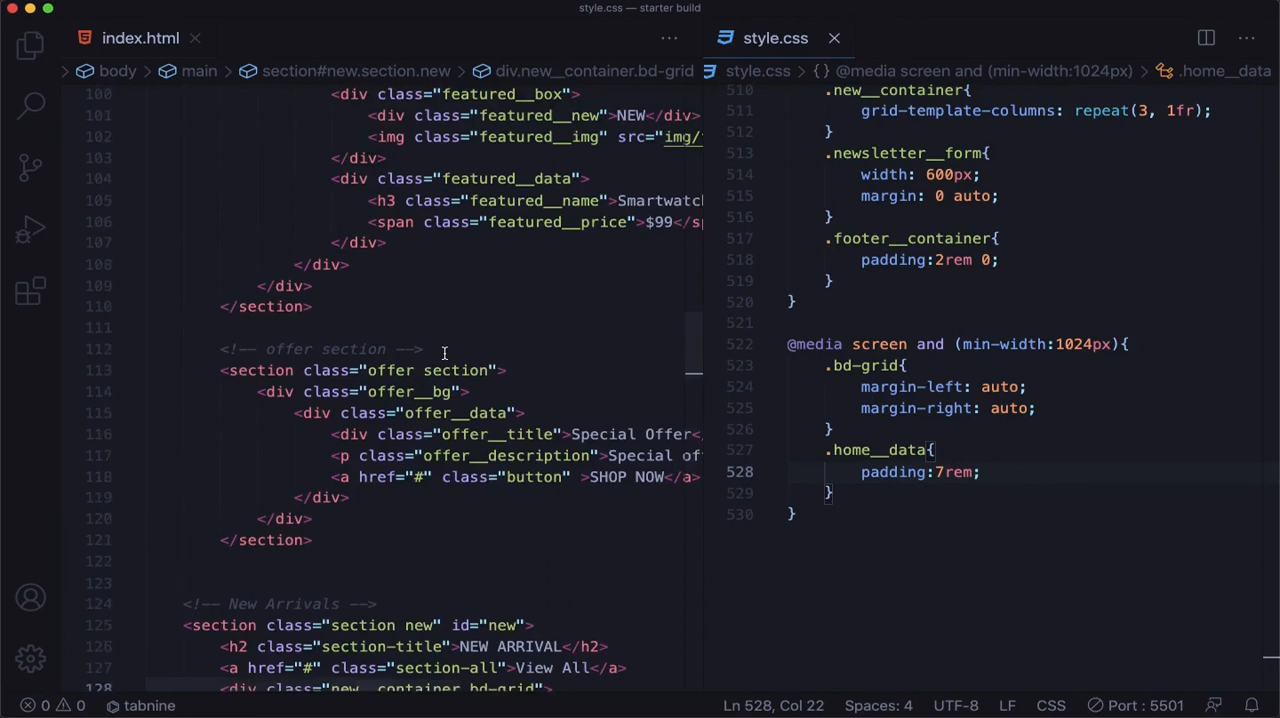 style.css — starter build
index.html
style.css
body > main > section#new.section.new > div.new__container.bd-grid
style.css > {} @media screen and (min-width:1024px) > .home__data
100 <div class="featured__box">
101 <div class="featured__new">NEW</div>
102 <img class="featured__img" src="img/
103 </div>
104 <div class="featured__data">
105 <h3 class="featured__name">Smartwatch
106 <span class="featured__price">$99</sp
107 </div>
108 </div>
109 </div>
110 </section>
111
112 <!-- offer section -->
113 <section class="offer section">
114 <div class="offer__bg">
115 <div class="offer__data">
116 <div class="offer__title">Special Offer<
117 <p class="offer__description">Special of
118 <a href="#" class="button" >SHOP NOW</a>
119 </div>
120 </div>
121 </section>
122
124 <!-- New Arrivals -->
125 <section class="section new" id="new">
126 <h2 class="section-title">NEW ARRIVAL</h2>
127 <a href="#" class="section-all">View All</a>
128 <div class="new__container bd-grid">
510 .new__container{
511 grid-template-columns: repeat(3, 1fr);
512 }
513 .newsletter__form{
514 width: 600px;
515 margin: 0 auto;
516 }
517 .footer__container{
518 padding:2rem 0;
519 }
520 }
521
522 @media screen and (min-width:1024px){
523 .bd-grid{
524 margin-left: auto;
525 margin-right: auto;
526 }
527 .home__data{
528 padding:7rem;
529 }
530 }
0 0 tabnine Ln 528, Col 22 Spaces: 4 UTF-8 LF CSS Port : 5501